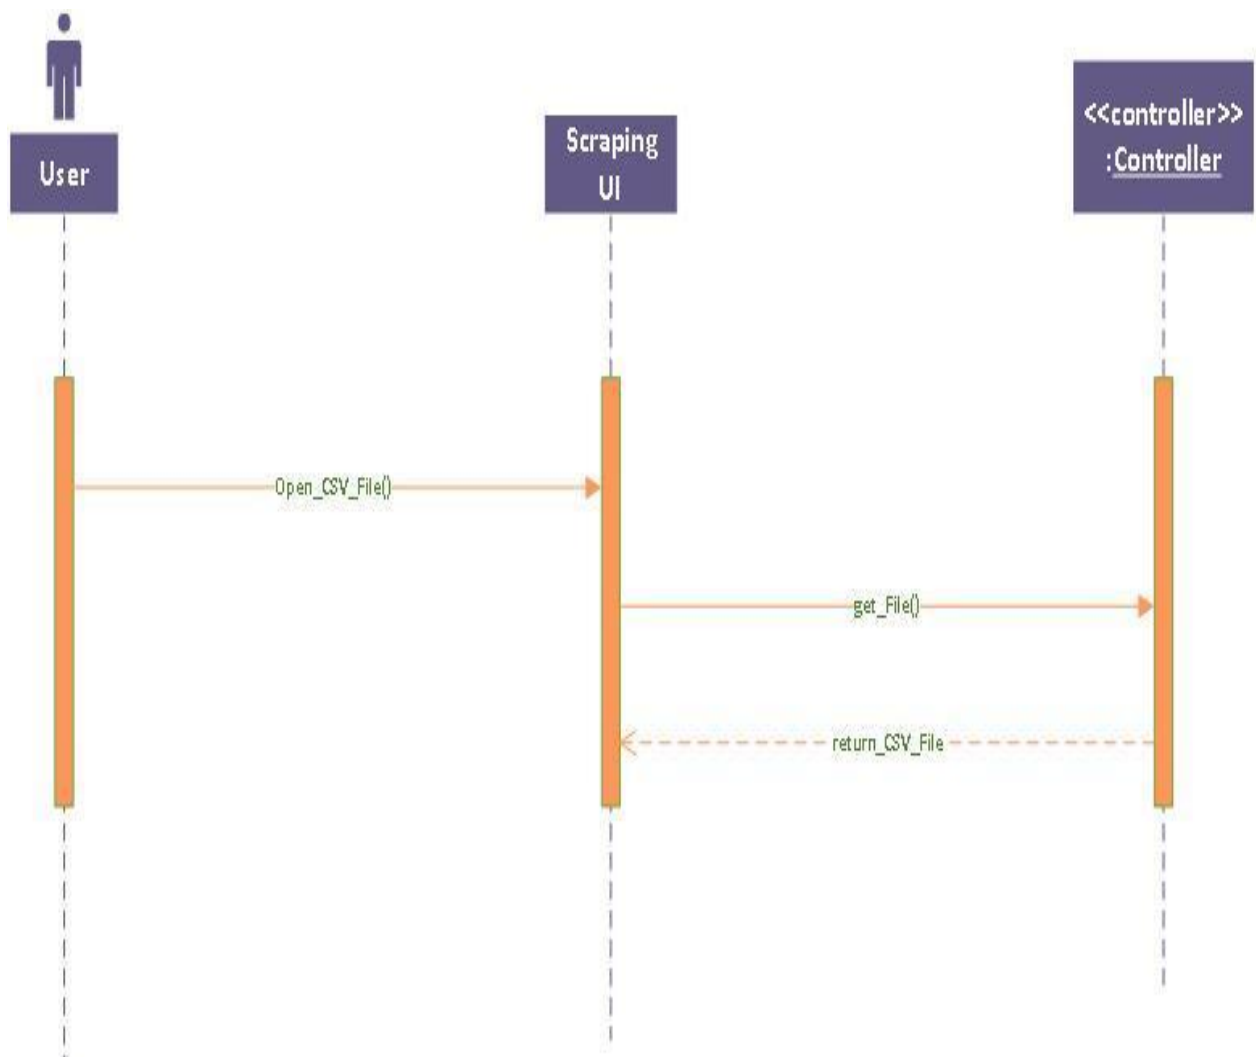 User
Scraping
UI
<<controller>>
:Controller
Open_CSV_File()
get_File()
return_CSV_File